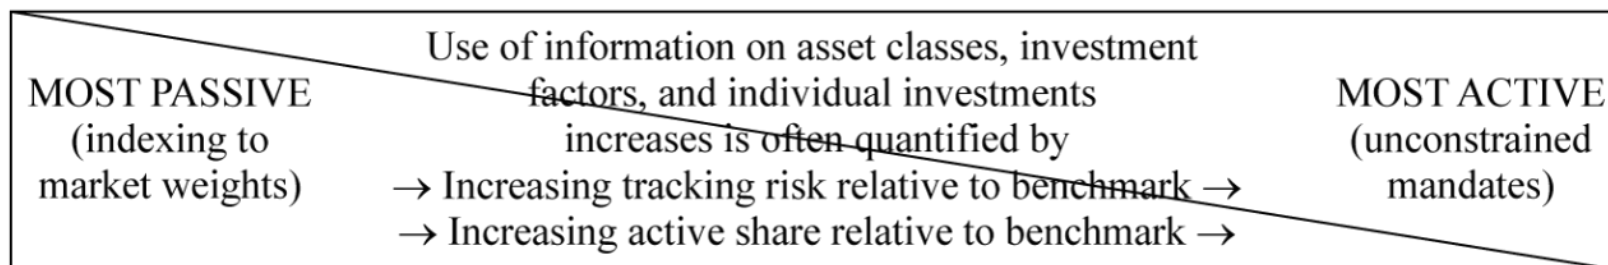 Use of information on asset classes, investment
MOST PASSIVE factors, and individual investments MOST ACTIVE
(indexing to increases is often quantified by (unconstrained
market weights) → Increasing tracking risk relative to benchmark → mandates)
→ Increasing active share relative to benchmark →